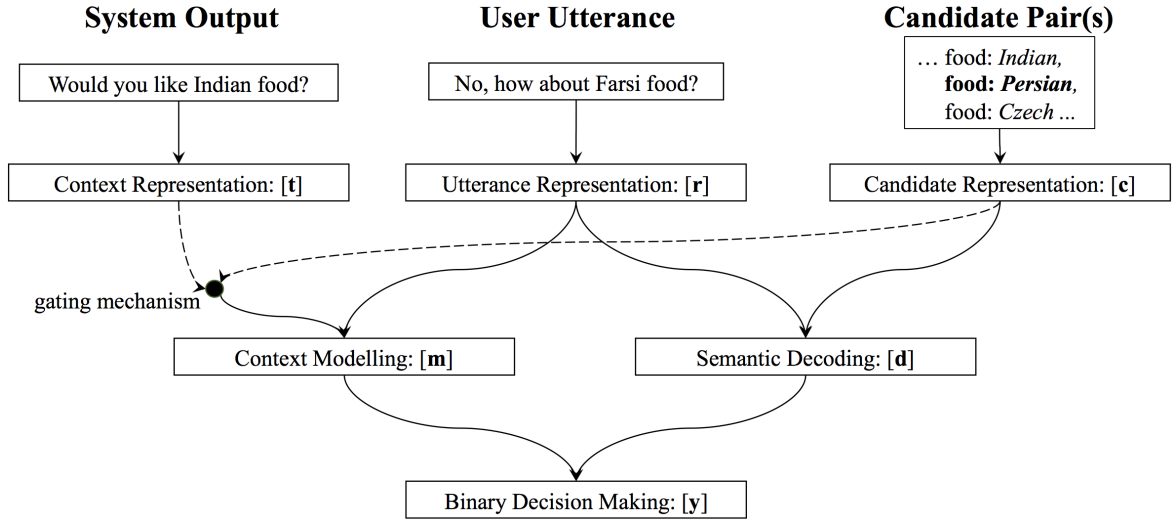 System Output
User Utterance
Candidate Pair(s)
Would you like Indian food?
No, how about Farsi food?
... food: Indian,
food: Persian,
food: Czech ...
Context Representation: [t]
Utterance Representation: [r]
Candidate Representation: [c]
gating mechanism
Context Modelling: [m]
Semantic Decoding: [d]
Binary Decision Making: [y]